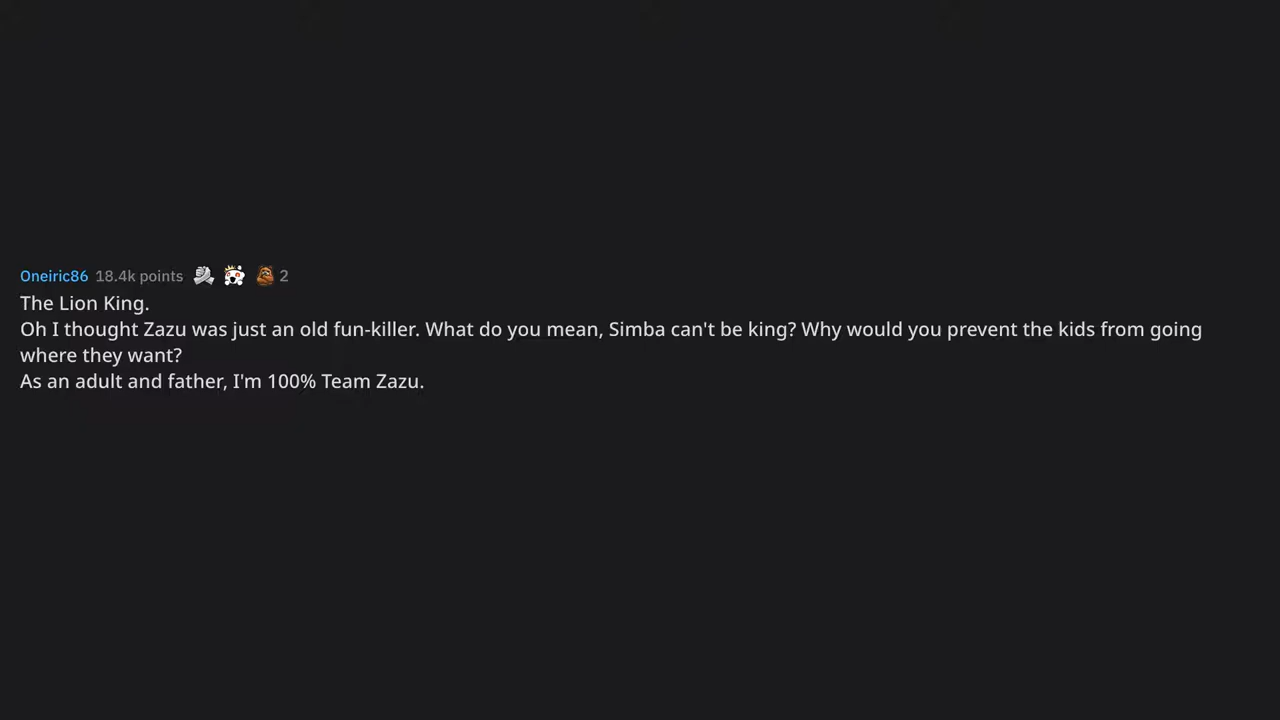 Oneiric86 18.4k points 2
The Lion King.
Oh I thought Zazu was just an old fun-killer. What do you mean, Simba can't be king? Why would you prevent the kids from going
where they want?
As an adult and father, I'm 100% Team Zazu.